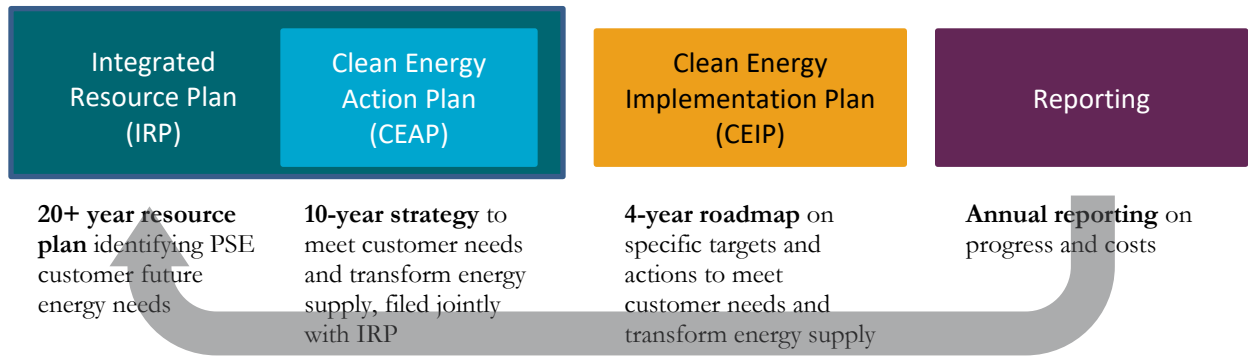 Integrated
Resource Plan
(IRP)
Clean Energy
Action Plan
(CEAP)
Clean Energy
Implementation Plan
(CEIP)
Reporting
20+ year resource
plan identifying PSE
customer future
energy needs
10-year strategy to
meet customer needs
and transform energy
supply, filed jointly
with IRP
4-year roadmap on
specific targets and
actions to meet
customer needs and
transform energy supply
Annual reporting on
progress and costs